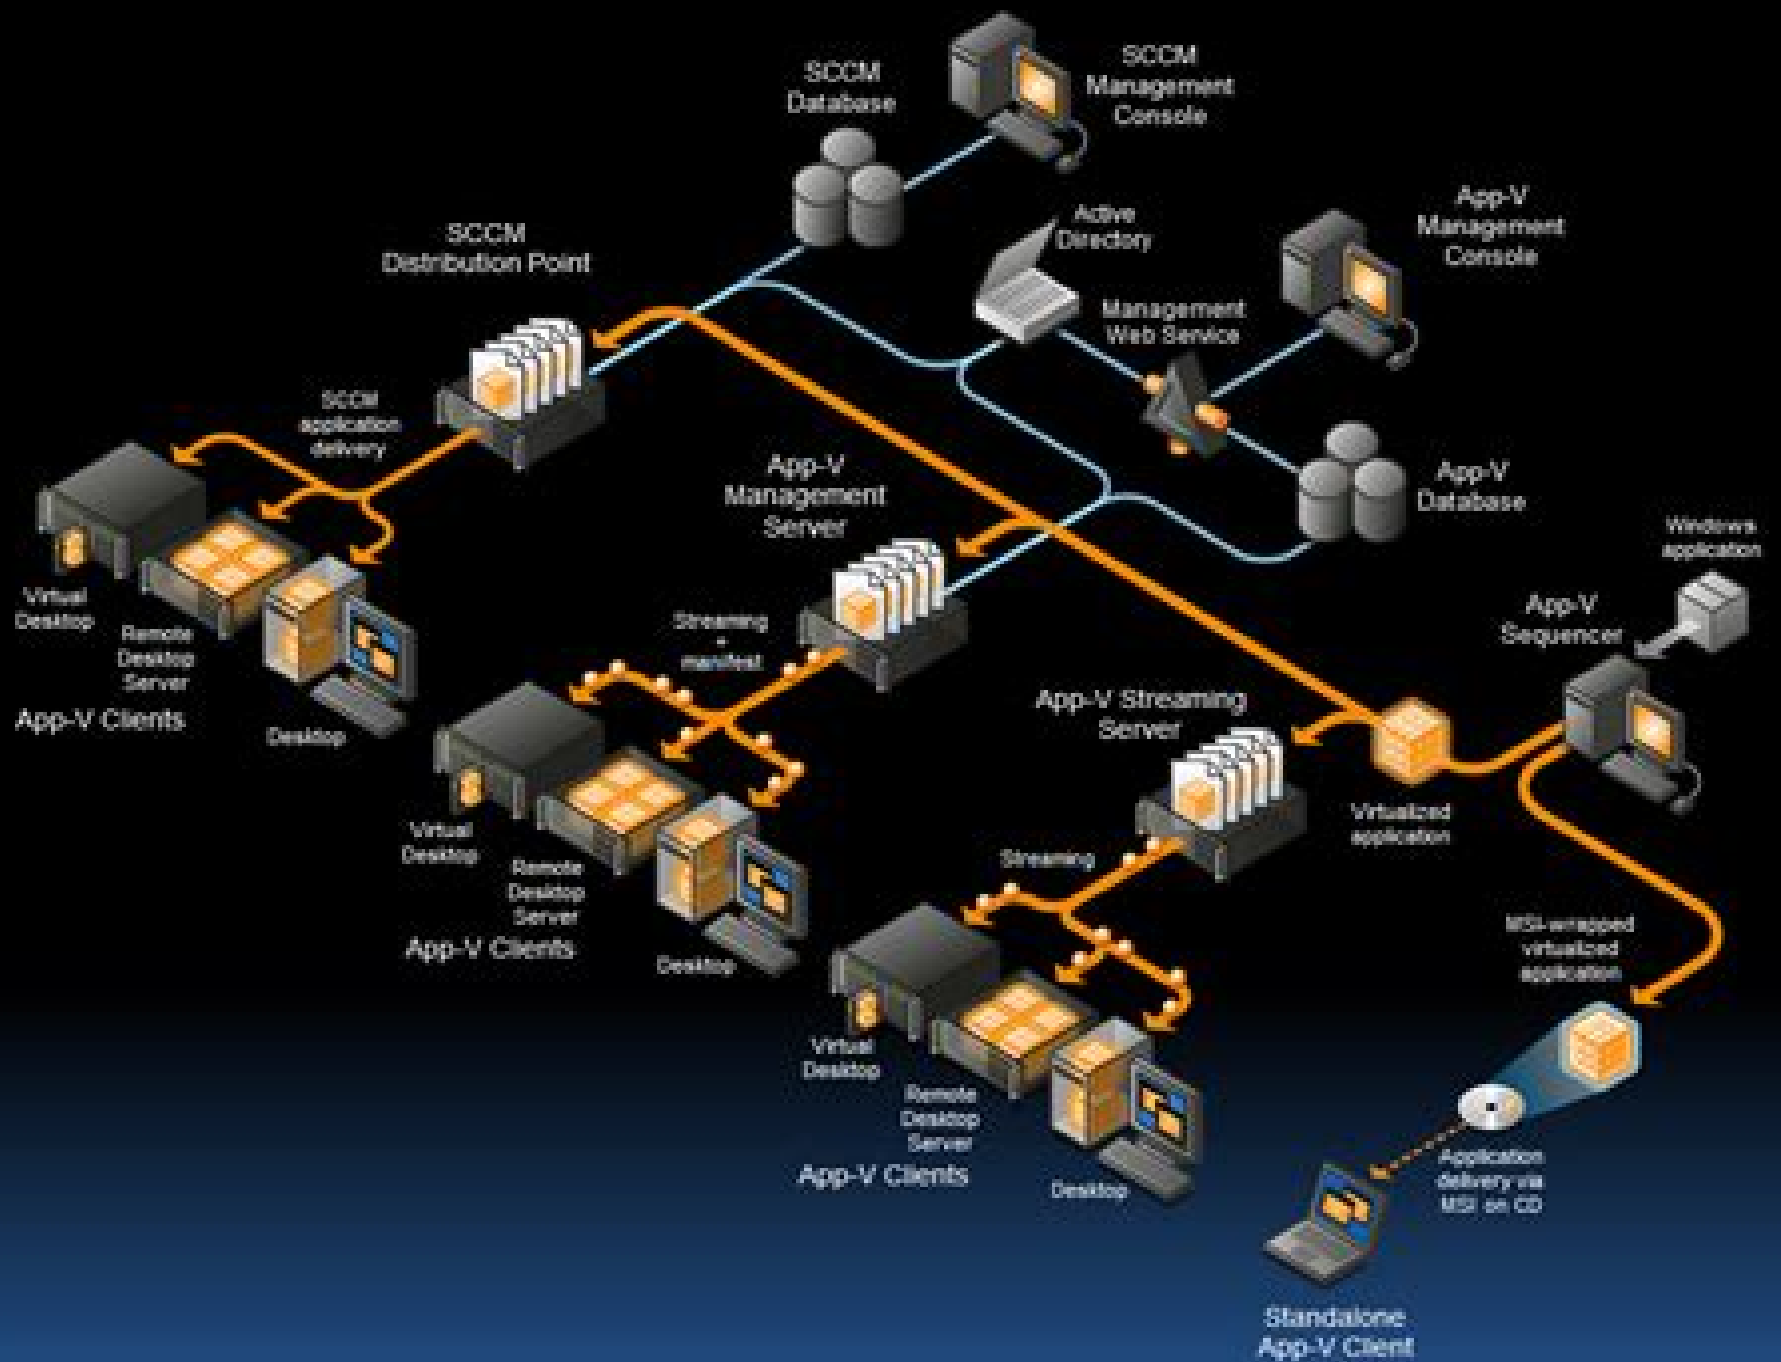 SCCM
Database
SCCM
Management
Console
Active
Directory
App-V
Management
Console
SCCM
Distribution Point
Management
Web Service
SCCM
application
delivery
App-V
Management
Server
App-V
Database
Windows
application
App-V
Sequencer
Virtual
Desktop
Remote
Desktop
Server
App-V Clients
Desktop
Streaming
+
manifest
App-V Streaming
Server
Virtualized
application
Virtual
Desktop
Remote
Desktop
Server
App-V Clients
Desktop
Streaming
MSI-wrapped
virtualized
application
Virtual
Desktop
Remote
Desktop
Server
App-V Clients
Desktop
Application
delivery via
MSI on CD
Standalone
App-V Client